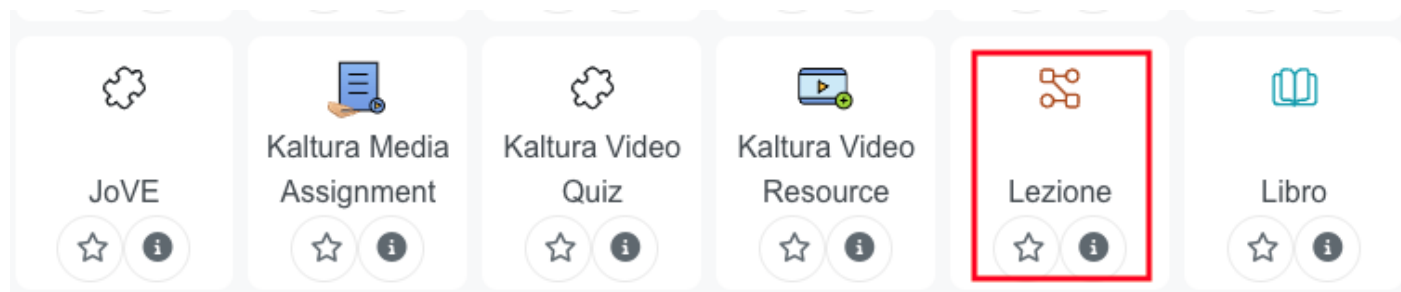 JoVE
Kaltura Media
Assignment
Kaltura Video
Quiz
Kaltura Video
Resource
Lezione
Libro